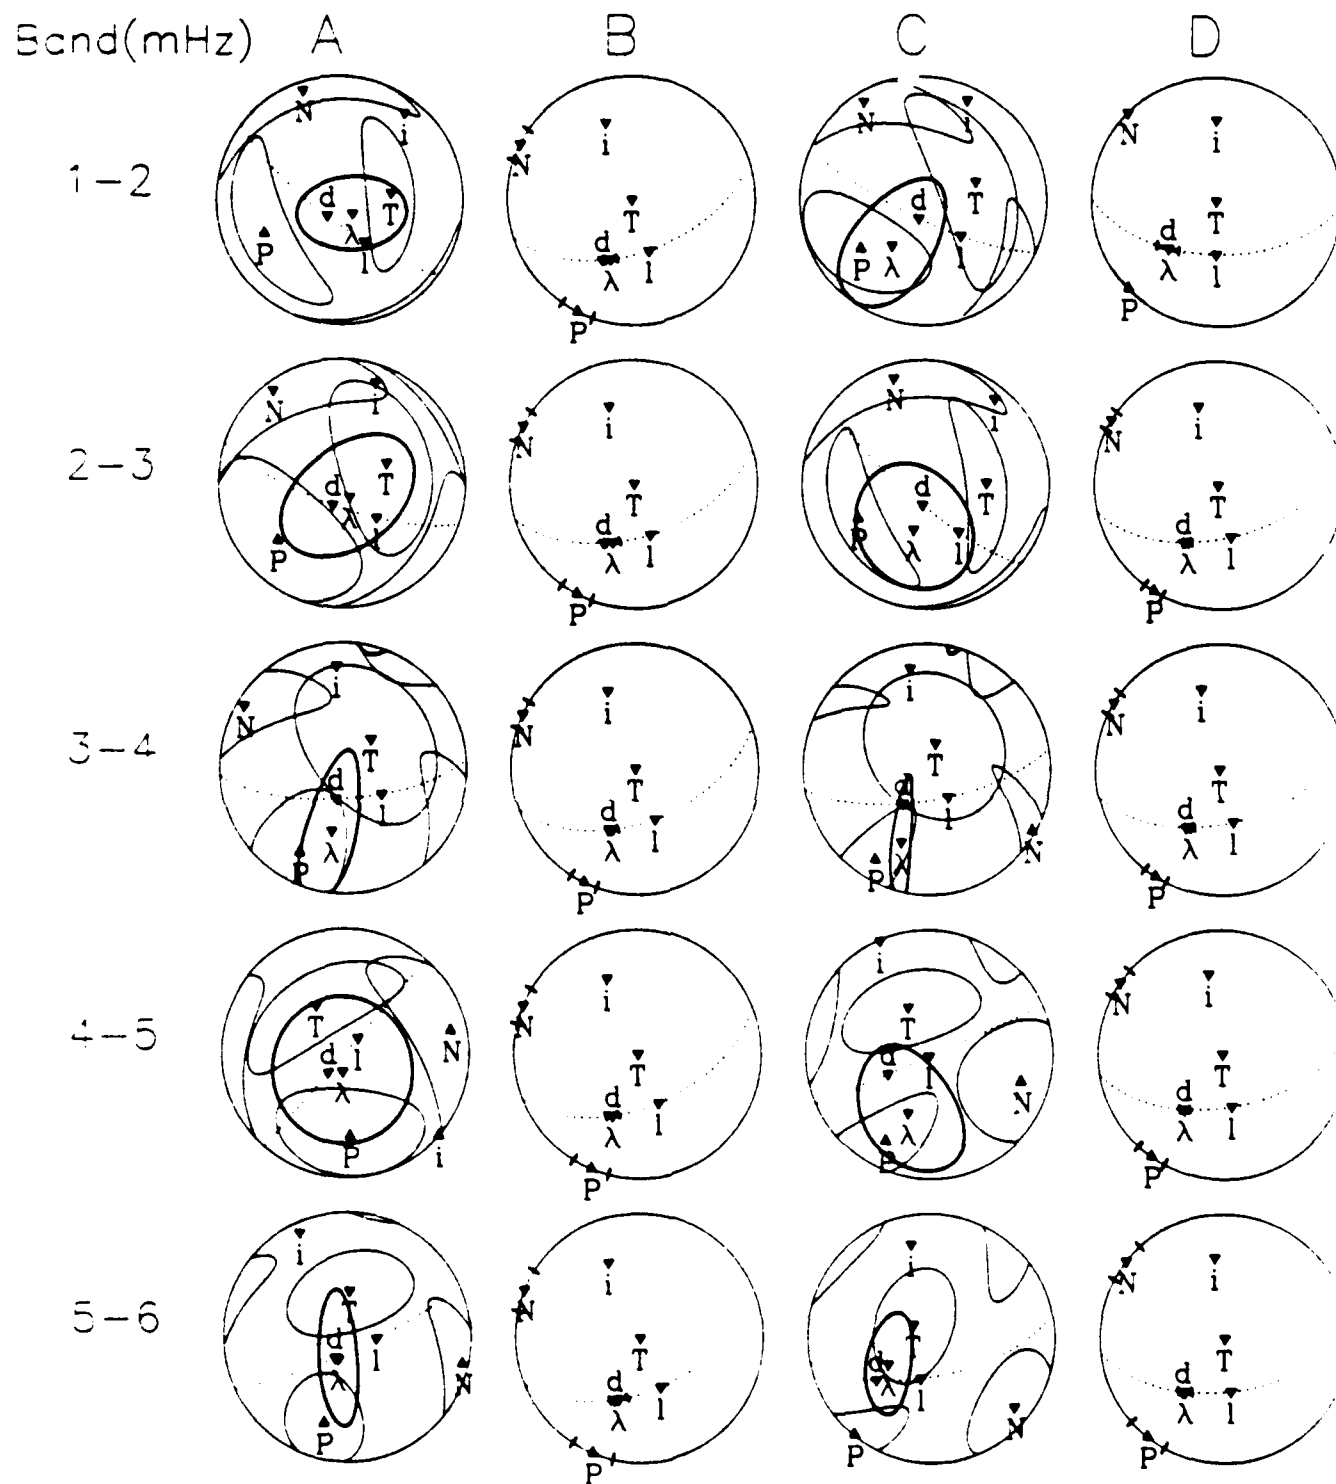 Band(mHz) A B C D
1-2
N i d T λ P l
N i T d l λ P
N i T d P λ l
N i T d l λ P
2-3
N i T d λ l P
N i T d l λ P
N i d T P λ l
N i T d l λ P
3-4
i N T d l λ P
N i T d l λ P
i T d l λ N P
N i T d l λ P
4-5
T l N d λ P i
i N T d l λ P
i T d l N λ P
i N T d l λ P
5-6
i T d l λ N P
i N T d l λ P
i T d λ l N P
i N T d l λ P